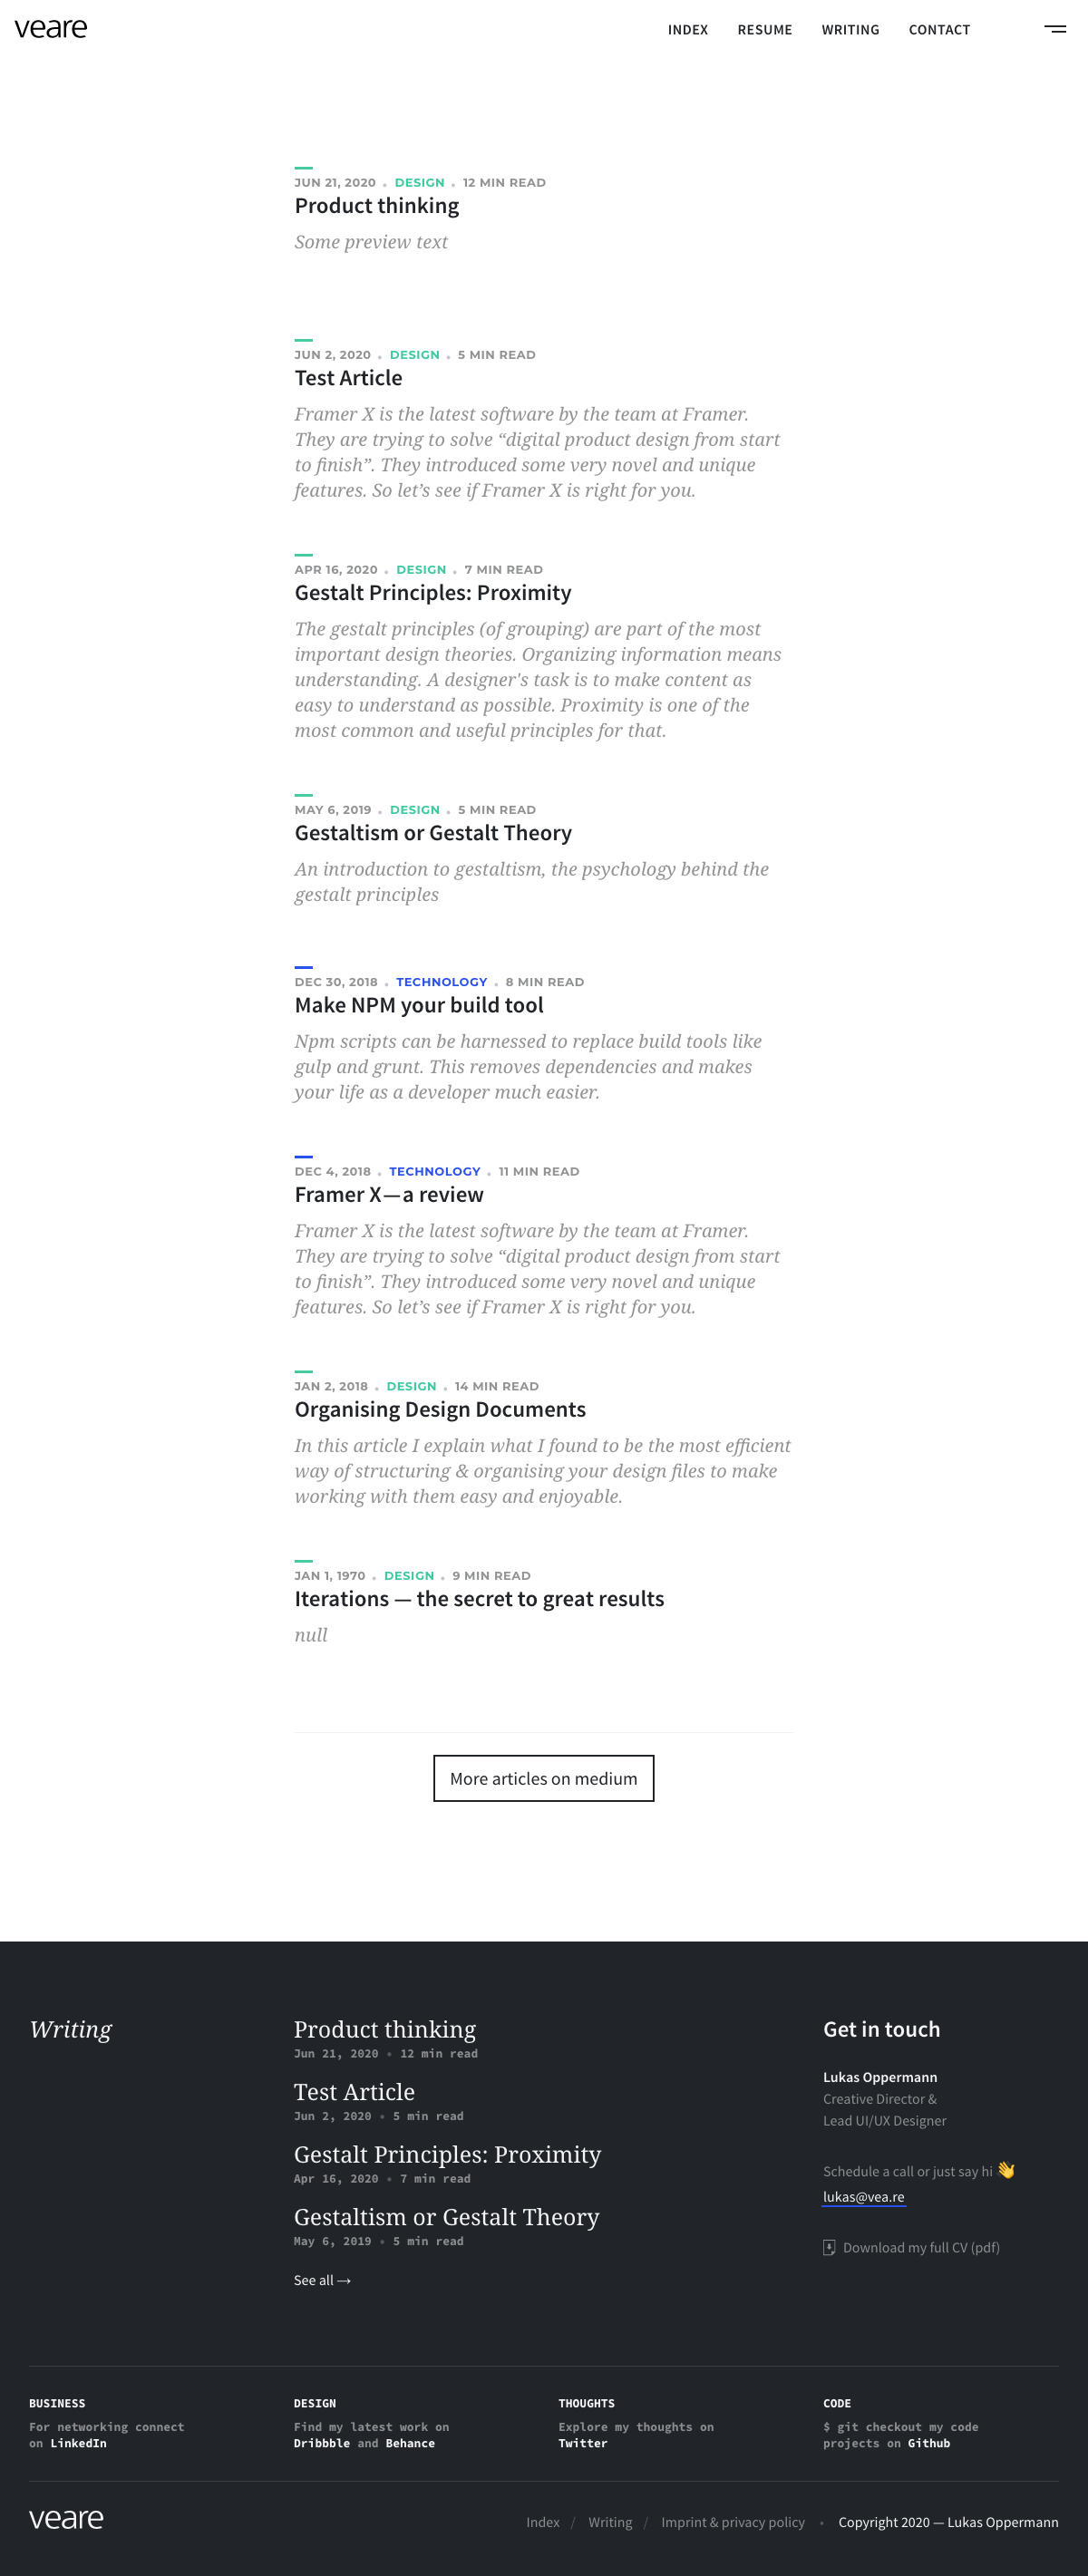 veare
INDEX RESUME WRITING CONTACT
JUN 21, 2020 • DESIGN • 12 MIN READ
Product thinking
Some preview text
JUN 2, 2020 • DESIGN • 5 MIN READ
Test Article
Framer X is the latest software by the team at Framer.
They are trying to solve “digital product design from start
to finish”. They introduced some very novel and unique
features. So let’s see if Framer X is right for you.
APR 16, 2020 • DESIGN • 7 MIN READ
Gestalt Principles: Proximity
The gestalt principles (of grouping) are part of the most
important design theories. Organizing information means
understanding. A designer's task is to make content as
easy to understand as possible. Proximity is one of the
most common and useful principles for that.
MAY 6, 2019 • DESIGN • 5 MIN READ
Gestaltism or Gestalt Theory
An introduction to gestaltism, the psychology behind the
gestalt principles
DEC 30, 2018 • TECHNOLOGY • 8 MIN READ
Make NPM your build tool
Npm scripts can be harnessed to replace build tools like
gulp and grunt. This removes dependencies and makes
your life as a developer much easier.
DEC 4, 2018 • TECHNOLOGY • 11 MIN READ
Framer X — a review
Framer X is the latest software by the team at Framer.
They are trying to solve “digital product design from start
to finish”. They introduced some very novel and unique
features. So let’s see if Framer X is right for you.
JAN 2, 2018 • DESIGN • 14 MIN READ
Organising Design Documents
In this article I explain what I found to be the most efficient
way of structuring & organising your design files to make
working with them easy and enjoyable.
JAN 1, 1970 • DESIGN • 9 MIN READ
Iterations — the secret to great results
null
More articles on medium
Writing
Product thinking
Jun 21, 2020 • 12 min read
Test Article
Jun 2, 2020 • 5 min read
Gestalt Principles: Proximity
Apr 16, 2020 • 7 min read
Gestaltism or Gestalt Theory
May 6, 2019 • 5 min read
See all →
Get in touch
Lukas Oppermann
Creative Director &
Lead UI/UX Designer
Schedule a call or just say hi 👋
lukas@vea.re
Download my full CV (pdf)
BUSINESS
For networking connect
on LinkedIn
DESIGN
Find my latest work on
Dribbble and Behance
THOUGHTS
Explore my thoughts on
Twitter
CODE
$ git checkout my code
projects on Github
veare
Index / Writing / Imprint & privacy policy • Copyright 2020 — Lukas Oppermann